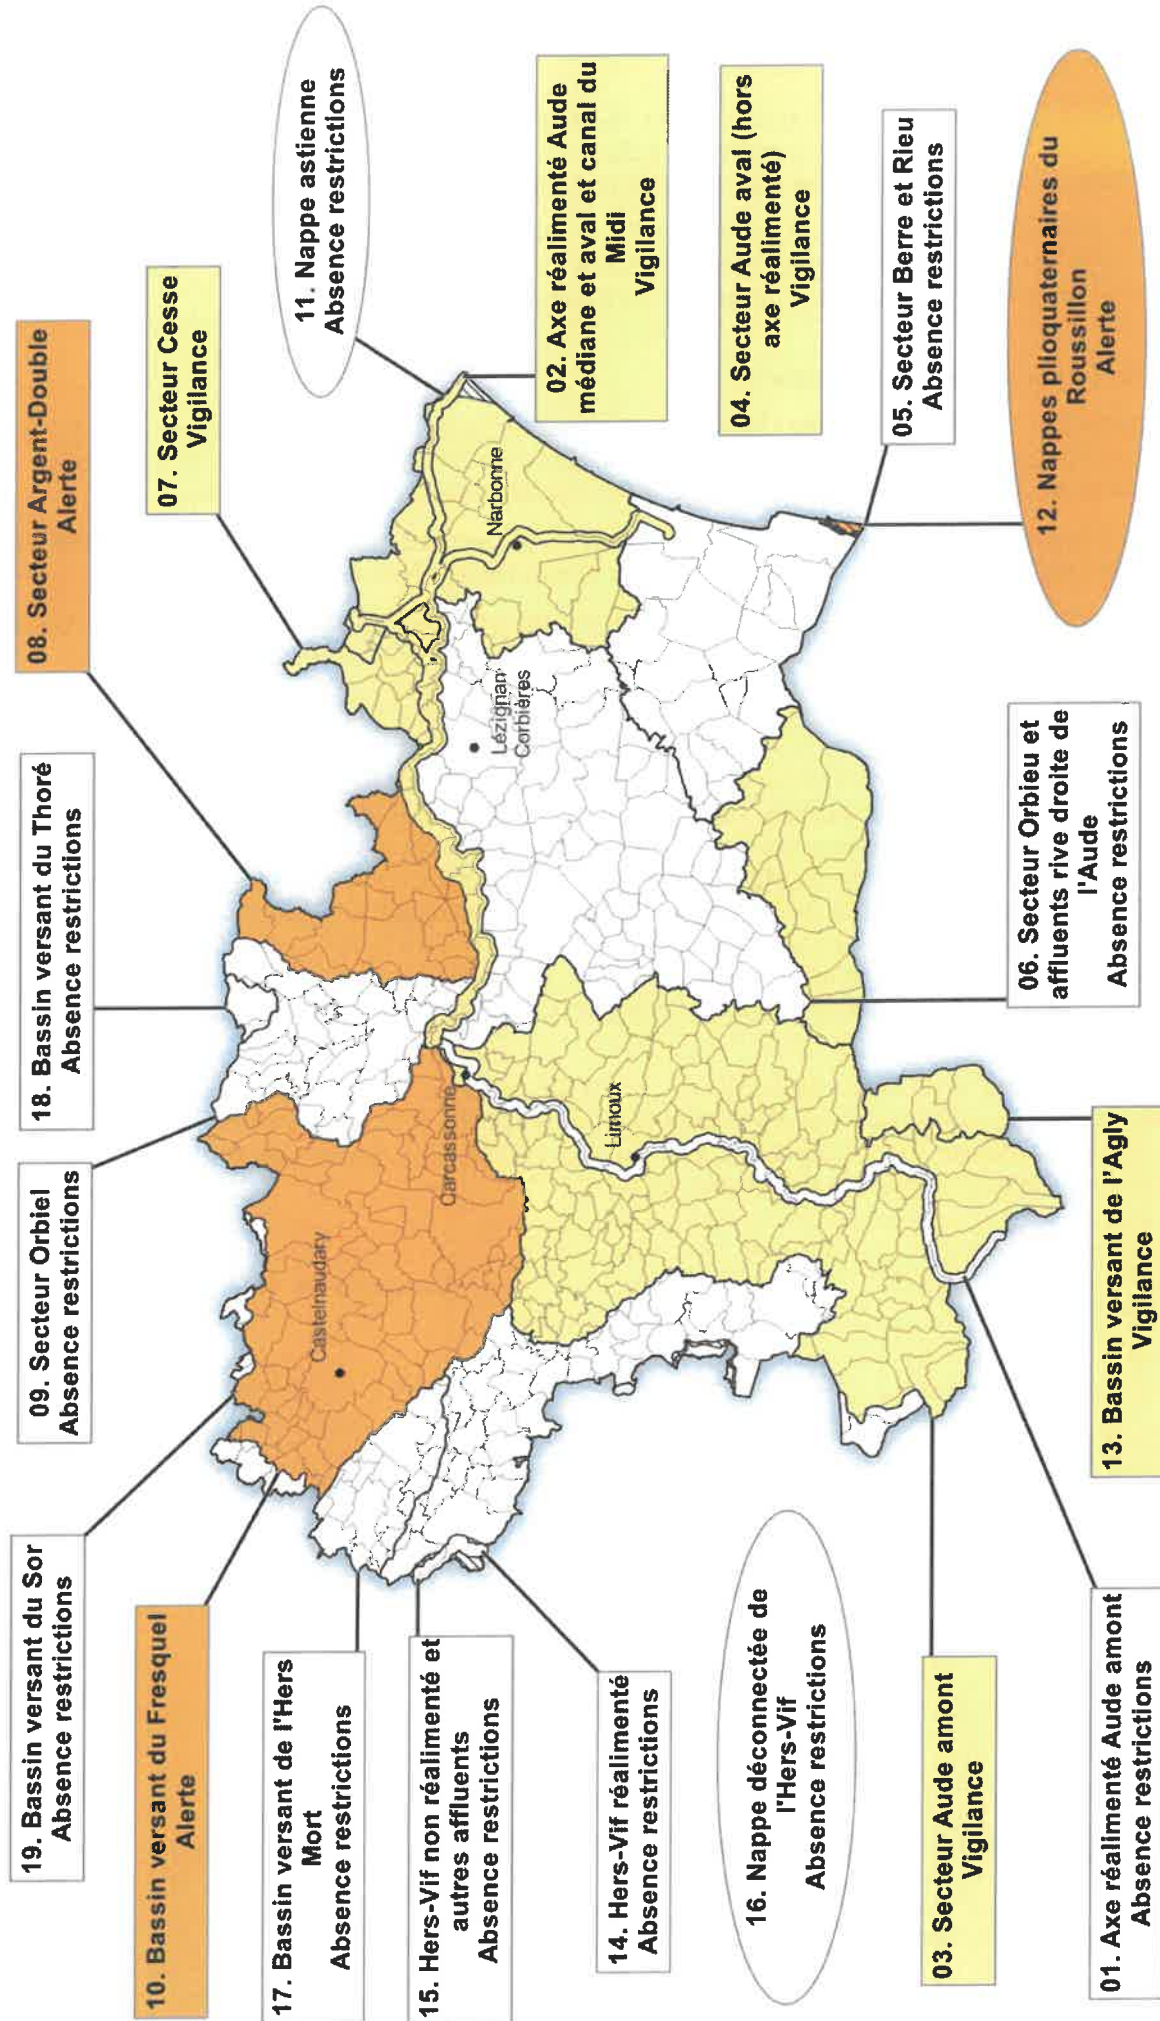 19. Bassin versant du Sor
Absence restrictions
09. Secteur Orbiel
Absence restrictions
18. Bassin versant du Thoré
Absence restrictions
08. Secteur Argent-Double
Alerte
10. Bassin versant du Fresquel
Alerte
07. Secteur Cesse
Vigilance
17. Bassin versant de l'Hers
Mort
Absence restrictions
11. Nappe astienne
Absence restrictions
15. Hers-Vif non réalimenté et
autres affluents
Absence restrictions
14. Hers-Vif réalimenté
Absence restrictions
02. Axe réalimenté Aude
médiane et aval et canal du
Midi
Vigilance
Castelnaudary
Carcassonne
Lézignan
Corbières
Narbonne
Limoux
16. Nappe déconnectée de
l'Hers-Vif
Absence restrictions
04. Secteur Aude aval (hors
axe réalimenté)
Vigilance
03. Secteur Aude amont
Vigilance
05. Secteur Berre et Rieu
Absence restrictions
01. Axe réalimenté Aude amont
Absence restrictions
13. Bassin versant de l'Agly
Vigilance
06. Secteur Orbieu et
affluents rive droite de
l'Aude
Absence restrictions
12. Nappes plioquaternaires du
Roussillon
Alerte